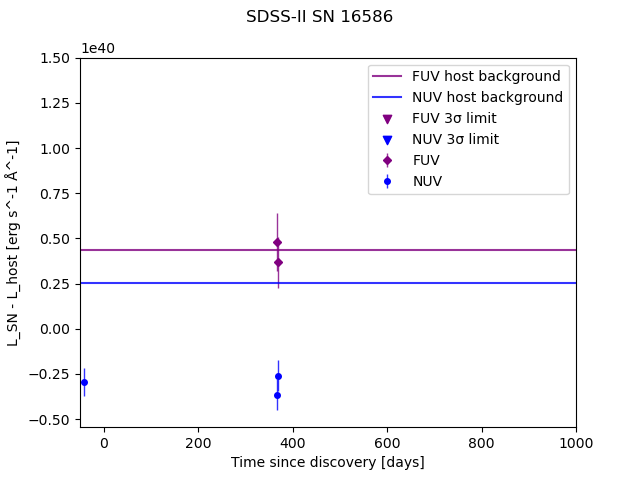 SDSS-II SN 16586
1e40
1.50
1.25
1.00
0.75
0.50
0.25
0.00
−0.25
−0.50
L_SN - L_host [erg s^-1 Å^-1]
FUV host background
NUV host background
FUV 3σ limit
NUV 3σ limit
FUV
NUV
0 200 400 600 800 1000
Time since discovery [days]